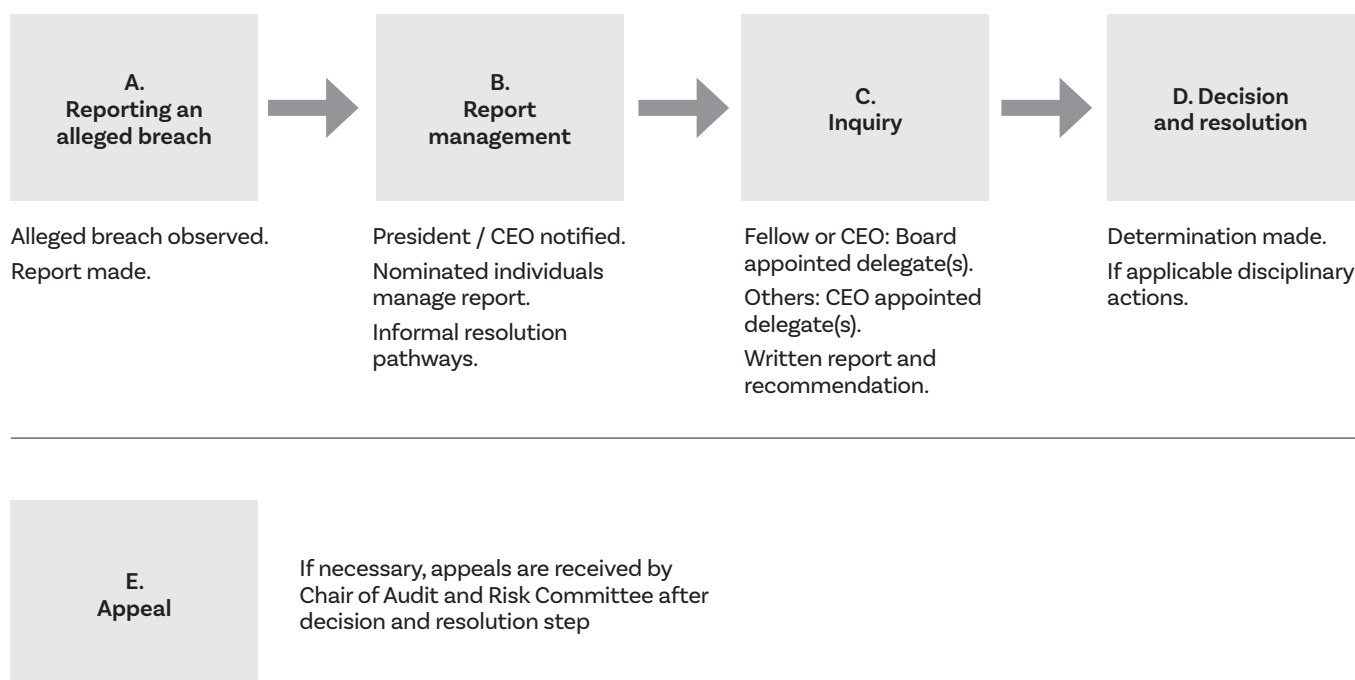 A.
Reporting an
alleged breach
B.
Report
management
C.
Inquiry
D. Decision
and resolution
Alleged breach observed.
Report made.
President / CEO notified.
Nominated individuals
manage report.
Informal resolution
pathways.
Fellow or CEO: Board
appointed delegate(s).
Others: CEO appointed
delegate(s).
Written report and
recommendation.
Determination made.
If applicable disciplinary
actions.
E.
Appeal
If necessary, appeals are received by
Chair of Audit and Risk Committee after
decision and resolution step